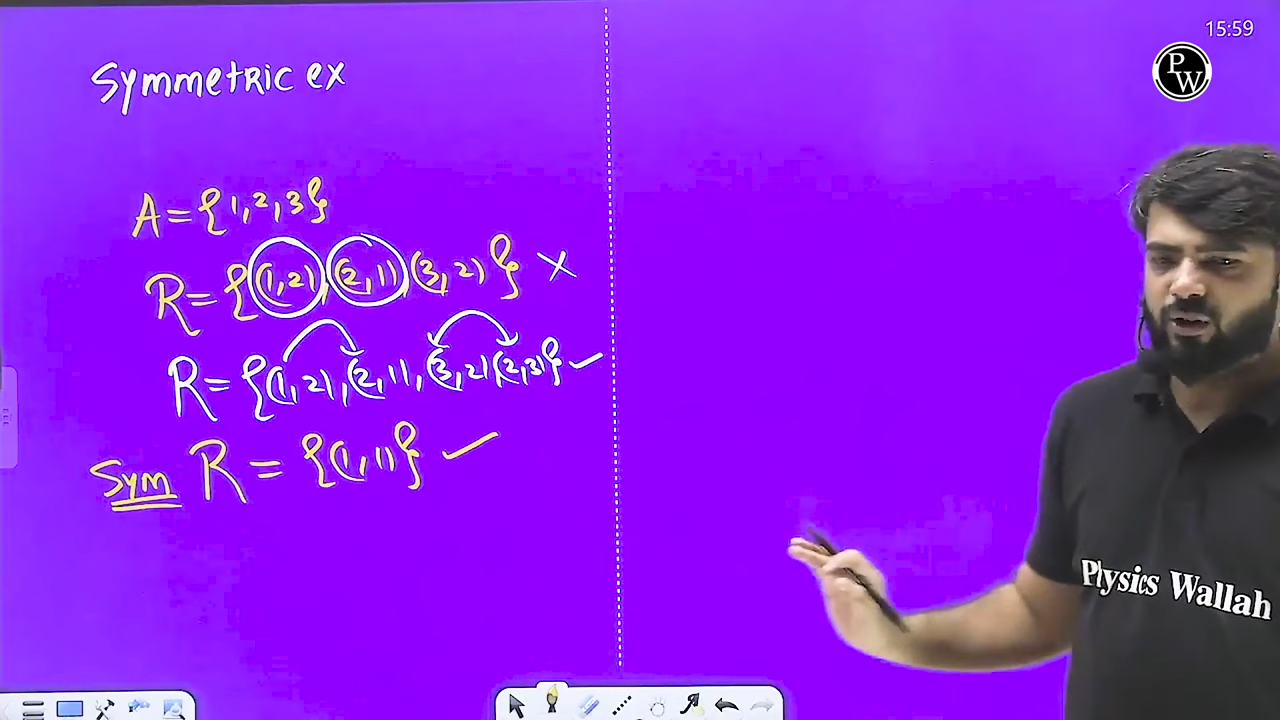 15:59
PW
Symmetric ex
A = {1, 2, 3}
R = {(1, 2), (2, 1) (3, 2)} ×
R = {(1, 2), (2, 1), (3, 2) (2, 3)} ✓
Sym R = {(1, 1)} ✓
Physics Wallah